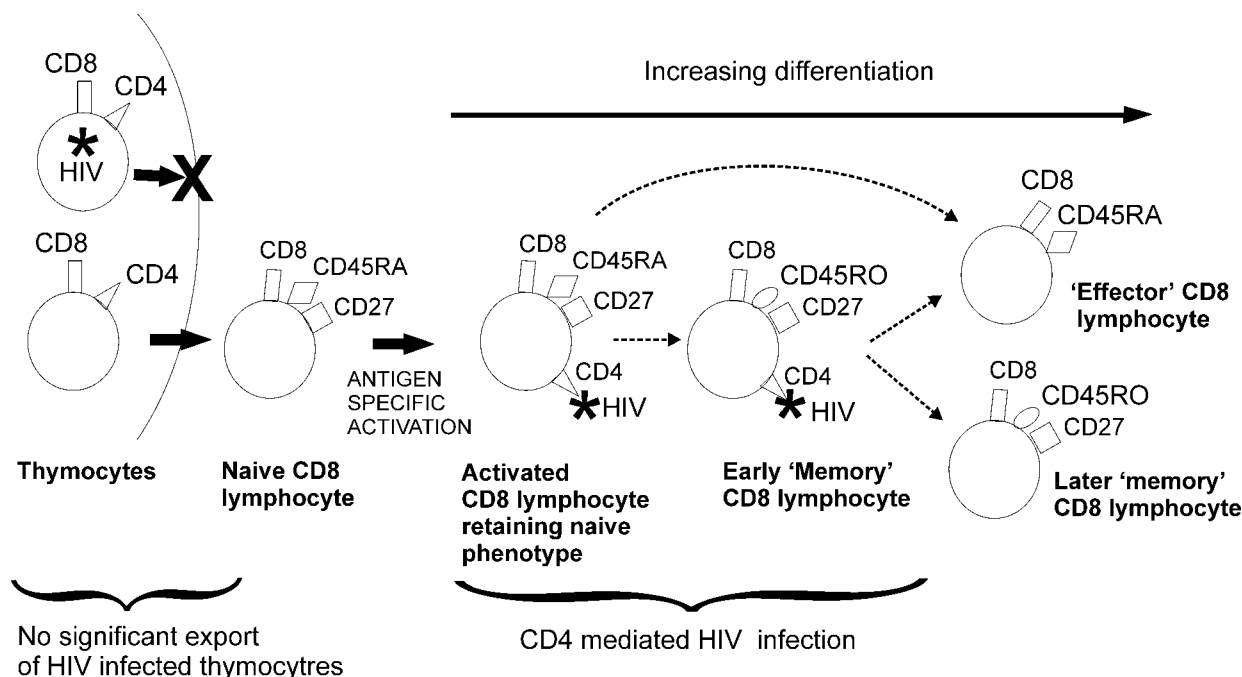 CD8
CD4
HIV
CD8
CD4
Thymocytes
No significant export
of HIV infected thymocytres
CD8
CD45RA
CD27
Naive CD8
lymphocyte
ANTIGEN
SPECIFIC
ACTIVATION
Increasing differentiation
CD8
CD45RA
CD27
CD4
HIV
Activated
CD8 lymphocyte
retaining naive
phenotype
CD8
CD45RO
CD27
CD4
HIV
Early ‘Memory’
CD8 lymphocyte
CD4 mediated HIV infection
CD8
CD45RA
‘Effector’ CD8
lymphocyte
CD8
CD45RO
CD27
Later ‘memory’
CD8 lymphocyte